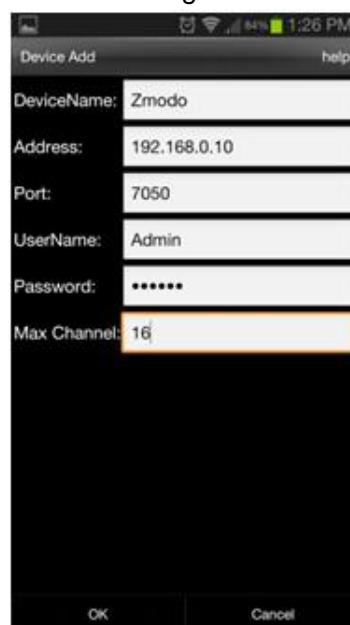 84% 1:26 PM
Device Add help
DeviceName: Zmodo
Address: 192.168.0.10
Port: 7050
UserName: Admin
Password: ••••••
Max Channel: 16
OK Cancel